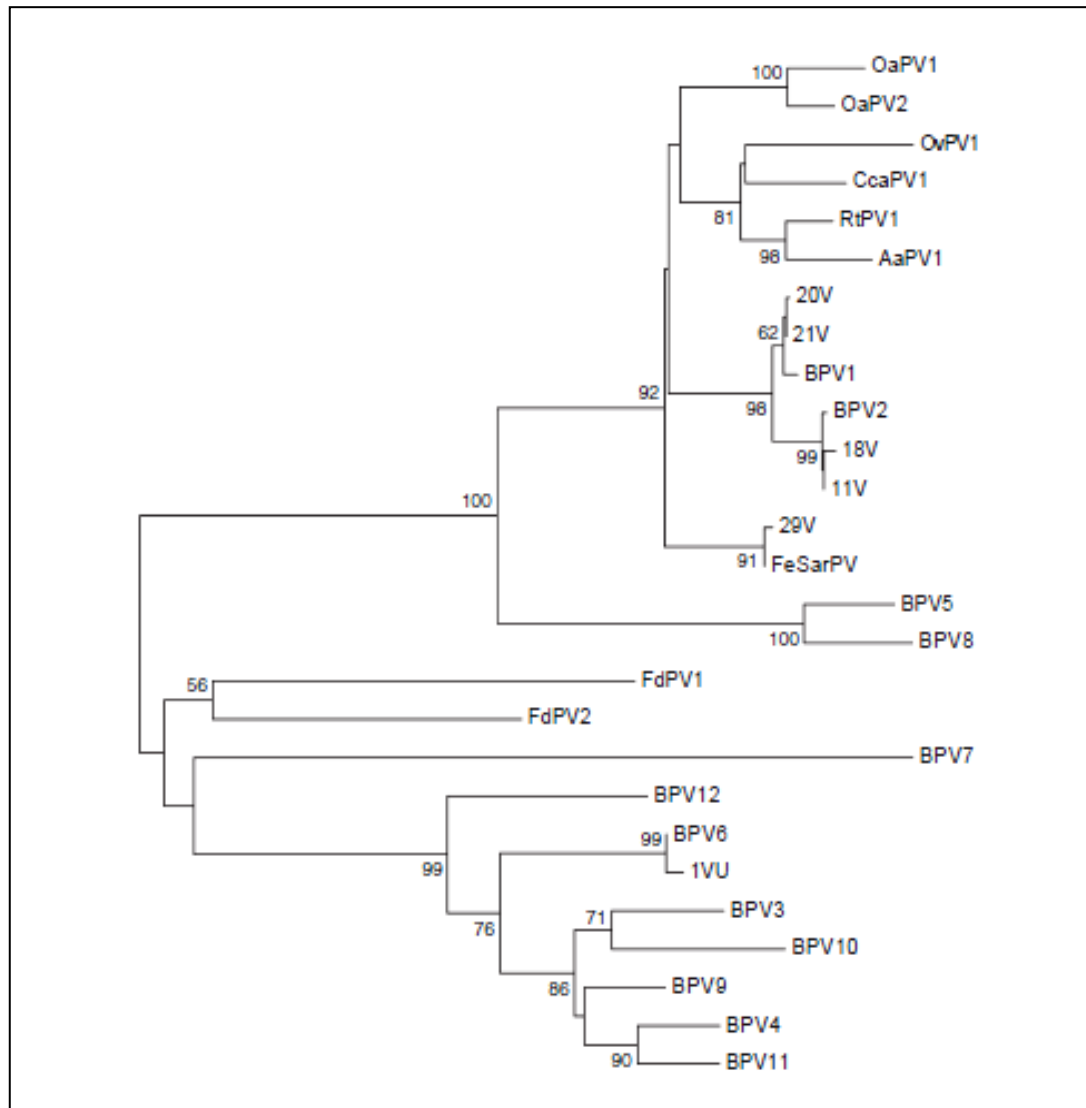 100
OaPV1
OaPV2
OvPV1
CcaPV1
81
RtPV1
98
AaPV1
20V
62
21V
BPV1
92
98
BPV2
99
18V
11V
100
29V
91
FeSarPV
BPV5
100
BPV8
56
FdPV1
FdPV2
BPV7
BPV12
99
99
BPV6
1VU
76
71
BPV3
BPV10
86
BPV9
BPV4
90
BPV11